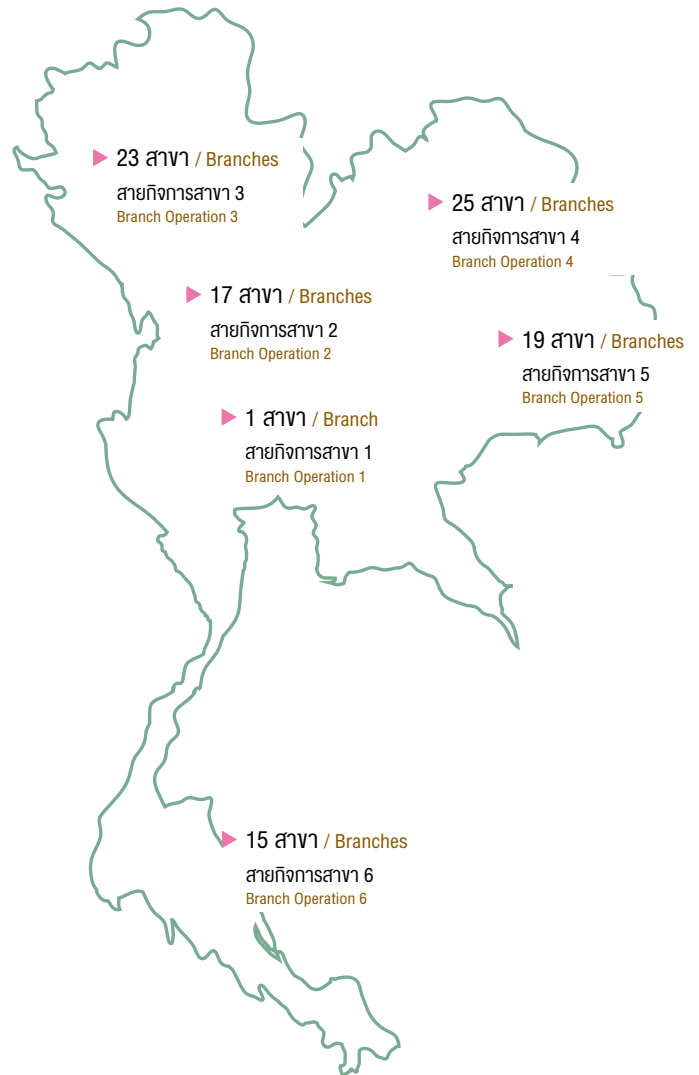 23 สาขา / Branches
สายกิจการสาขา 3
Branch Operation 3
25 สาขา / Branches
สายกิจการสาขา 4
Branch Operation 4
17 สาขา / Branches
สายกิจการสาขา 2
Branch Operation 2
19 สาขา / Branches
สายกิจการสาขา 5
Branch Operation 5
1 สาขา / Branch
สายกิจการสาขา 1
Branch Operation 1
15 สาขา / Branches
สายกิจการสาขา 6
Branch Operation 6